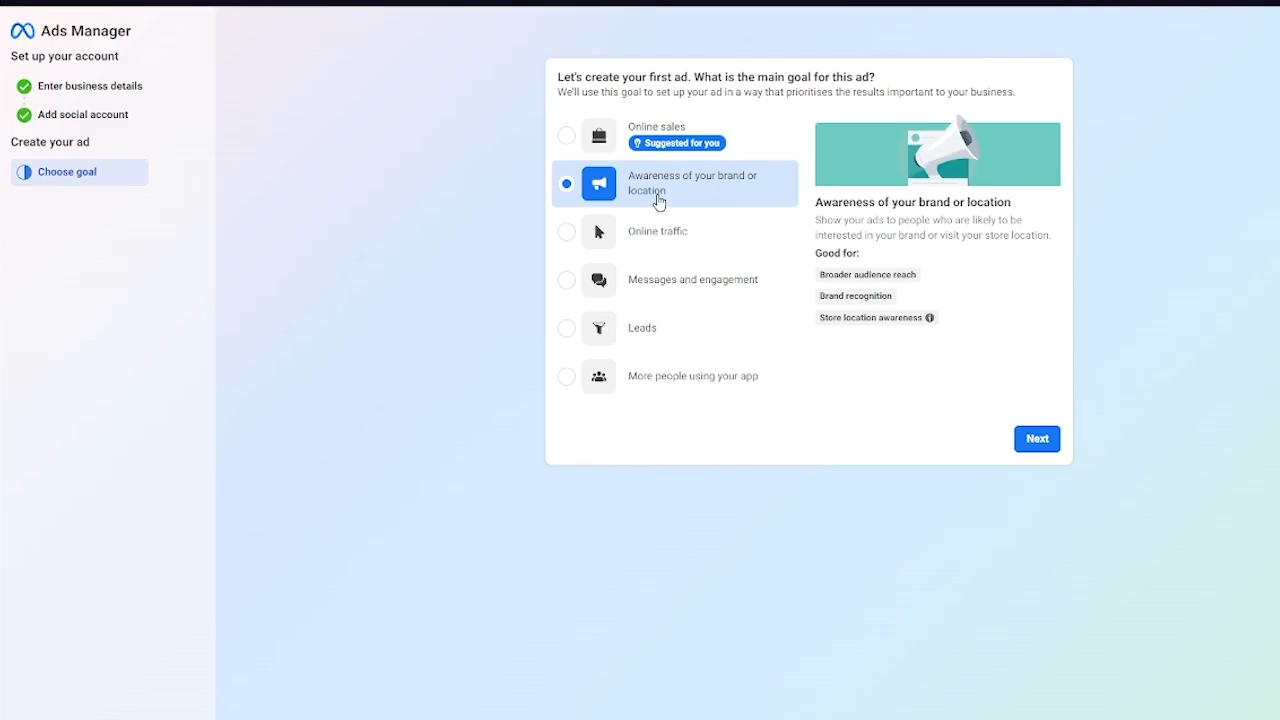 Ads Manager
Set up your account
Enter business details
Add social account
Create your ad
Choose goal
Let's create your first ad. What is the main goal for this ad?
We'll use this goal to set up your ad in a way that prioritises the results important to your business.
Online sales
Suggested for you
Awareness of your brand or
location
Online traffic
Messages and engagement
Leads
More people using your app
Awareness of your brand or location
Show your ads to people who are likely to be
interested in your brand or visit your store location.
Good for:
Broader audience reach
Brand recognition
Store location awareness
Next